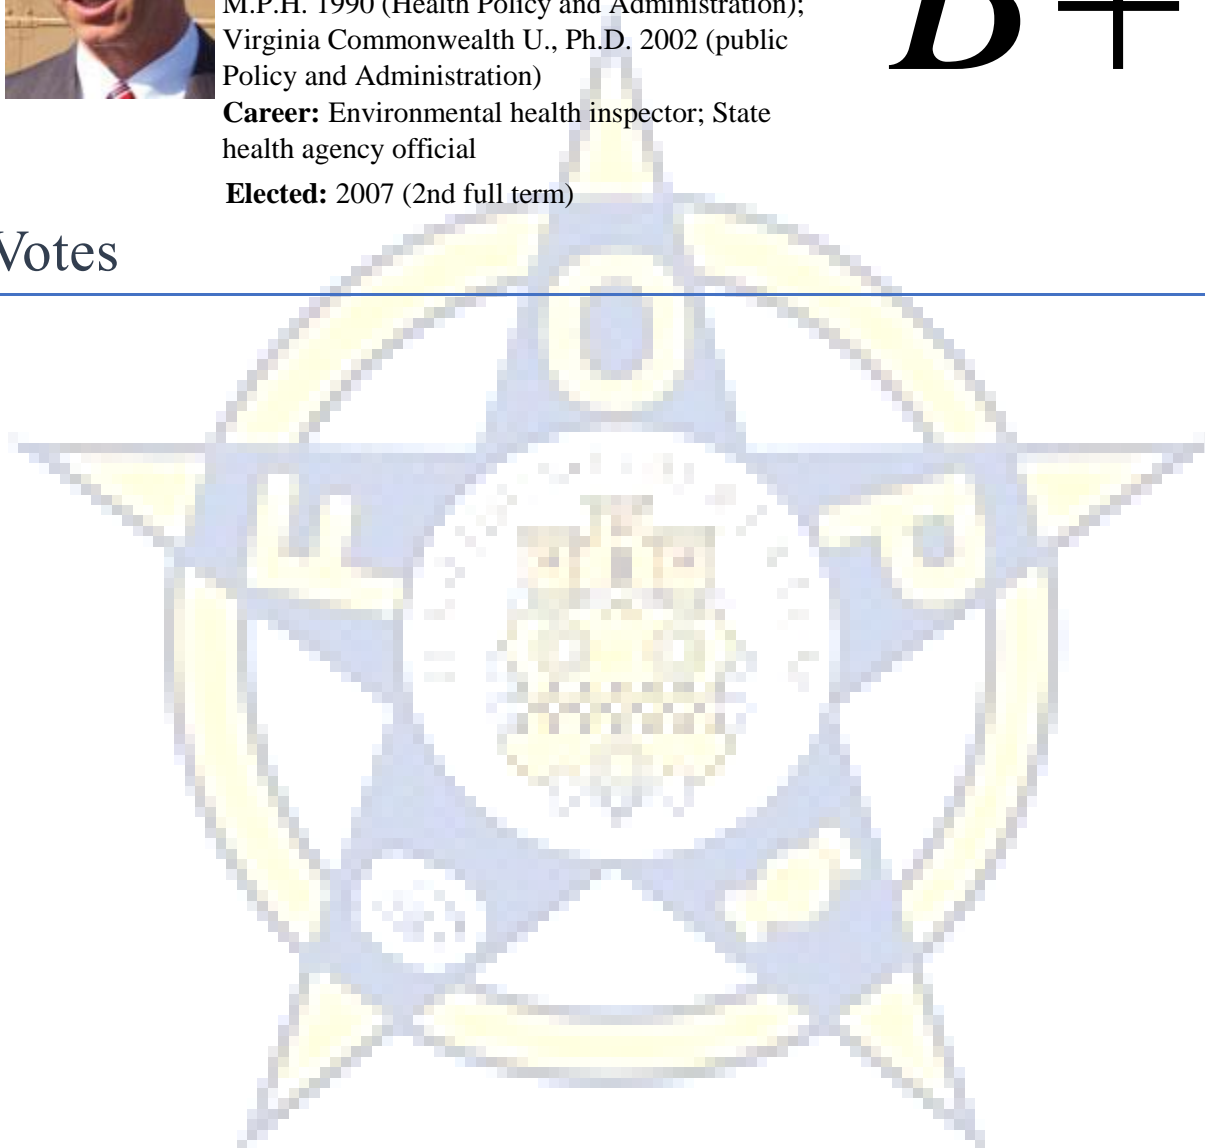 M.P.H. 1990 (Health Policy and Administration);
Virginia Commonwealth U., Ph.D. 2002 (public
Policy and Administration)
Career: Environmental health inspector; State
health agency official
Elected: 2007 (2nd full term)
B+
Votes
F O P